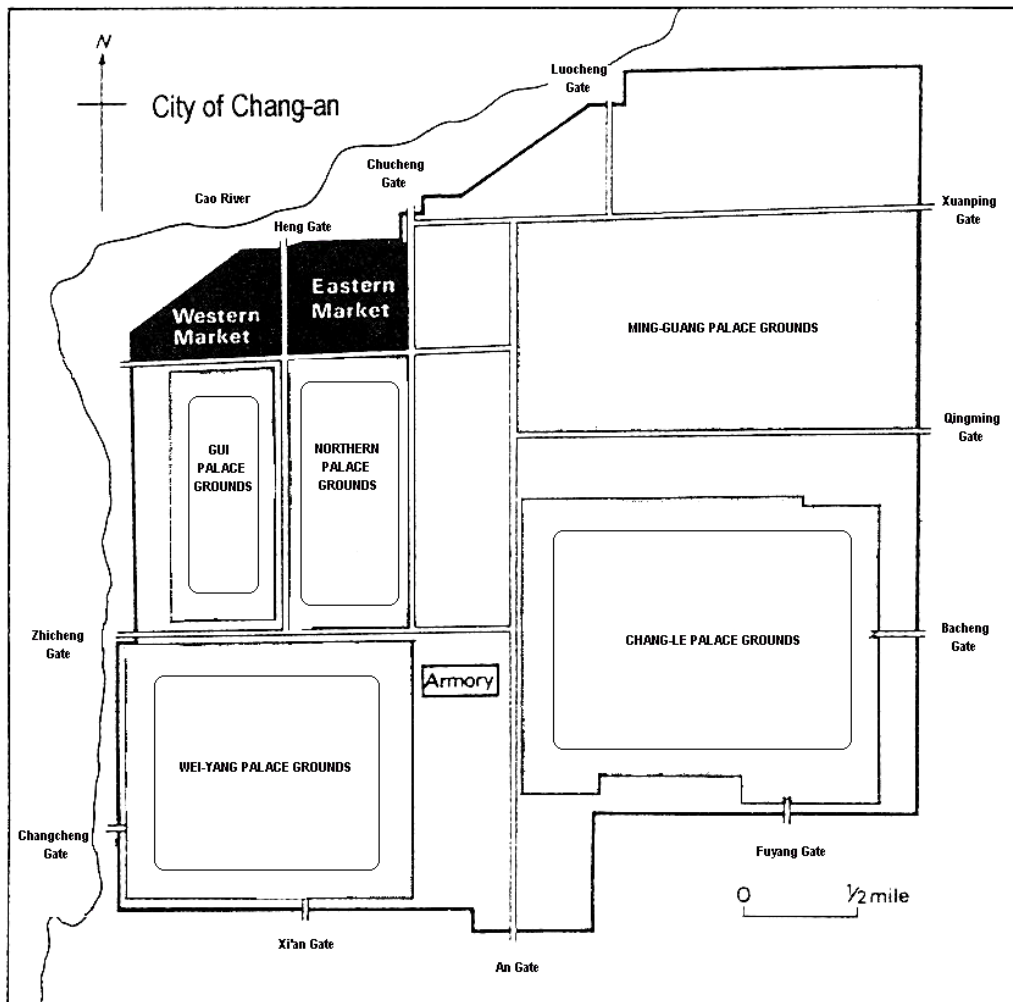 N
City of Chang-an
Luocheng
Gate
Chucheng
Gate
Cao River
Heng Gate
Xuanping
Gate
Eastern
Market
Western
Market
MING-GUANG PALACE GROUNDS
Qingming
Gate
GUI
PALACE
GROUNDS
NORTHERN
PALACE
GROUNDS
Zhicheng
Gate
CHANG-LE PALACE GROUNDS
Bacheng
Gate
Armory
WEI-YANG PALACE GROUNDS
Changcheng
Gate
Fuyang Gate
0 1/2 mile
Xi'an Gate
An Gate